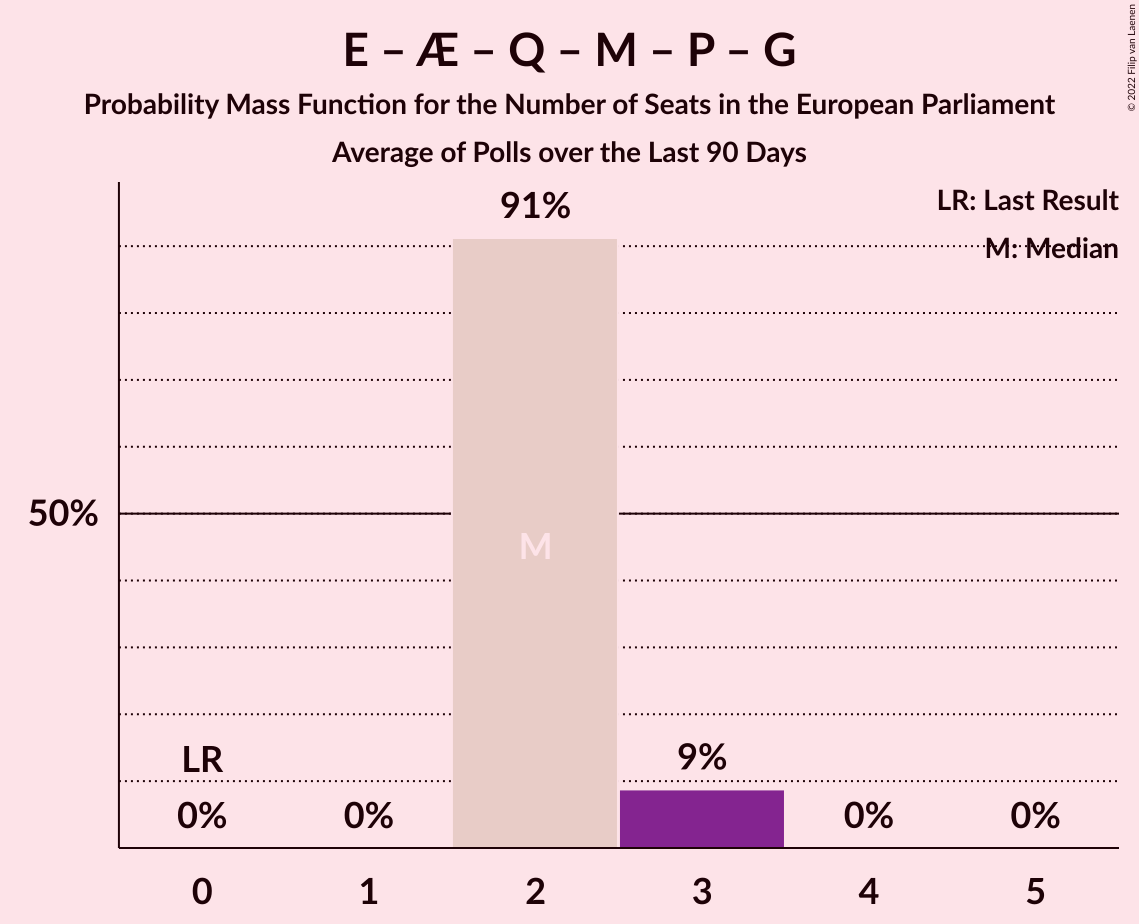 E – Æ – Q – M – P – G
Probability Mass Function for the Number of Seats in the European Parliament
Average of Polls over the Last 90 Days
© 2022 Filip van Laenen
LR: Last Result
M: Median
91%
50%
M
LR
9%
0% 0% 0% 0%
0 1 2 3 4 5